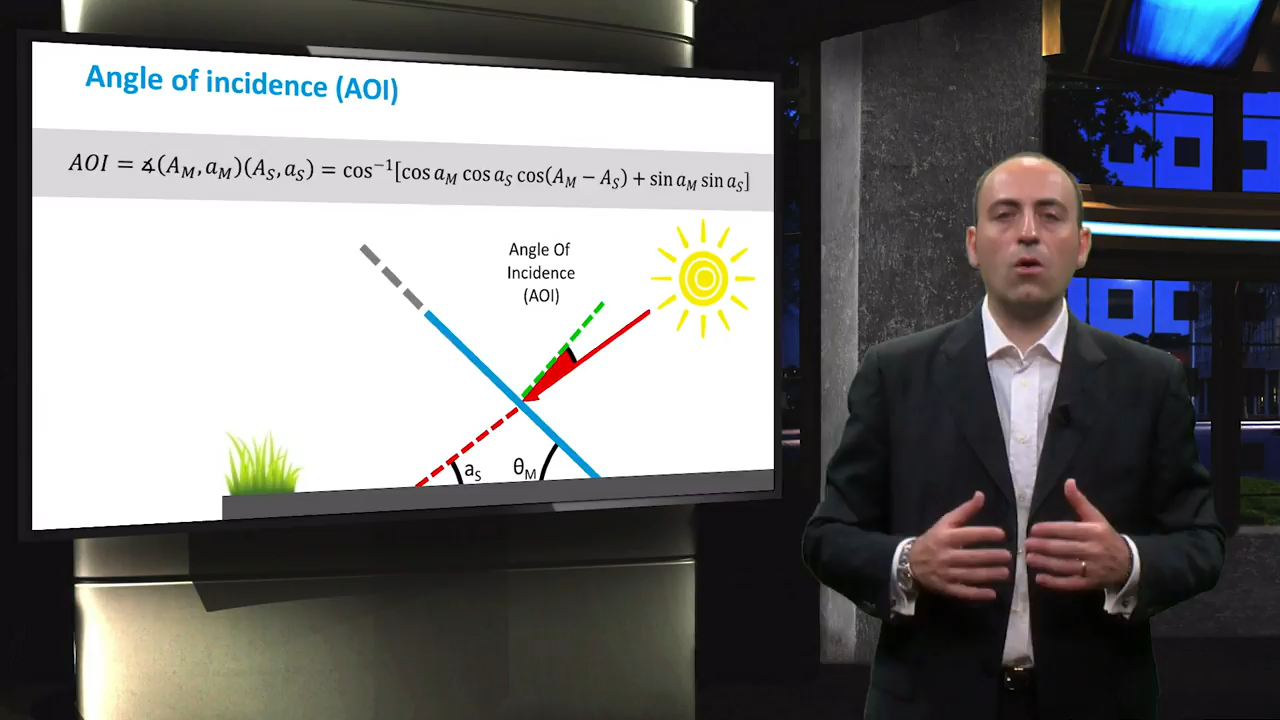 Angle of incidence (AOI)
AOI = ∡(A_M, a_M)(A_S, a_S) = cos⁻¹[cos a_M cos a_S cos(A_M − A_S) + sin a_M sin a_S]
Angle Of
Incidence
(AOI)
a_S
θ_M